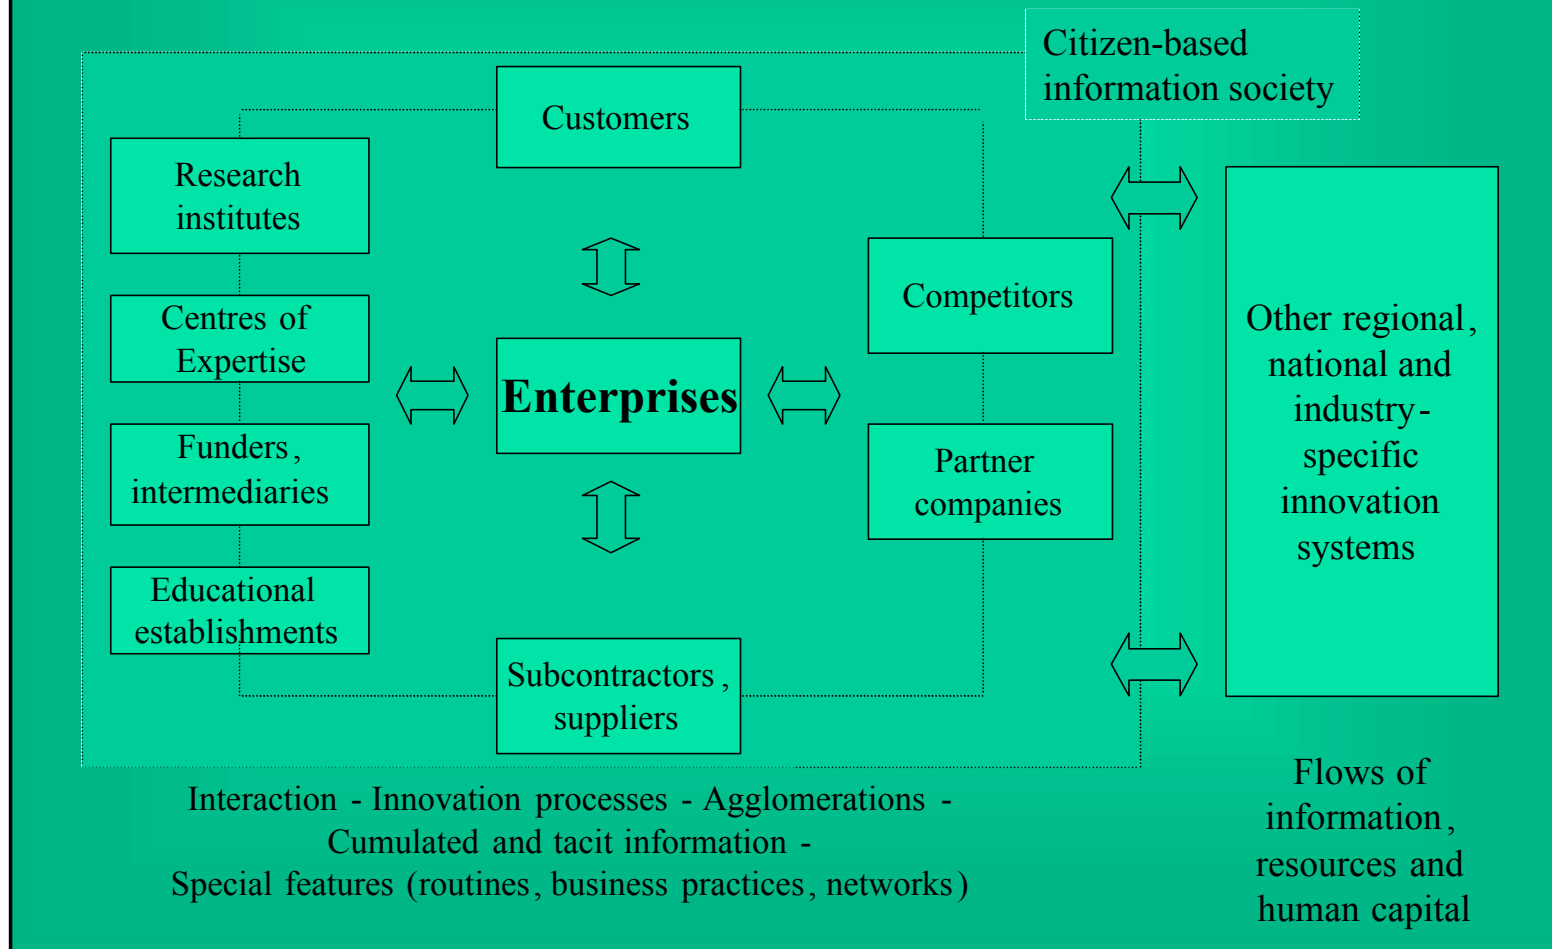 Citizen-based
information society
Customers
Research
institutes
Centres of
Expertise
Funders,
intermediaries
Educational
establishments
Enterprises
Competitors
Partner
companies
Subcontractors,
suppliers
Other regional,
national and
industry-
specific
innovation
systems
Interaction - Innovation processes - Agglomerations -
Cumulated and tacit information -
Special features (routines, business practices, networks)
Flows of
information,
resources and
human capital